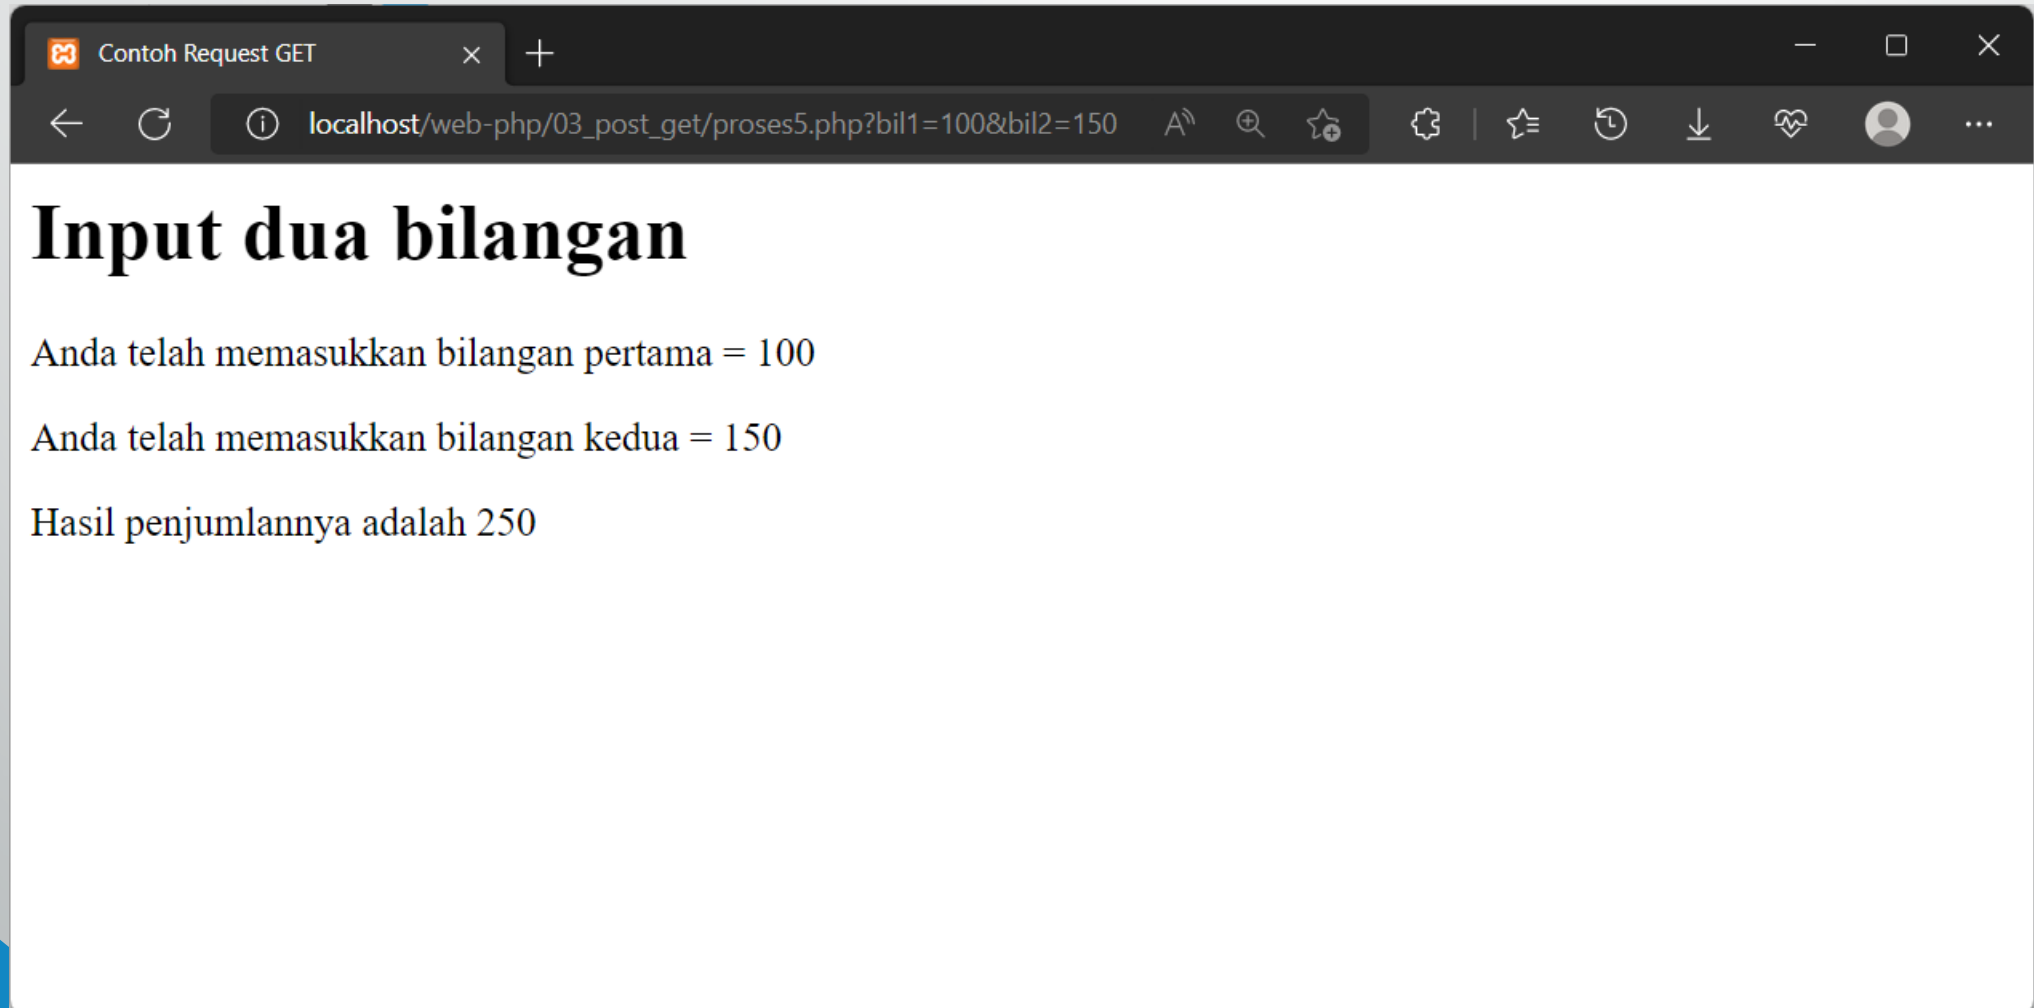 Contoh Request GET
localhost/web-php/03_post_get/proses5.php?bil1=100&bil2=150
Input dua bilangan
Anda telah memasukkan bilangan pertama = 100
Anda telah memasukkan bilangan kedua = 150
Hasil penjumlannya adalah 250